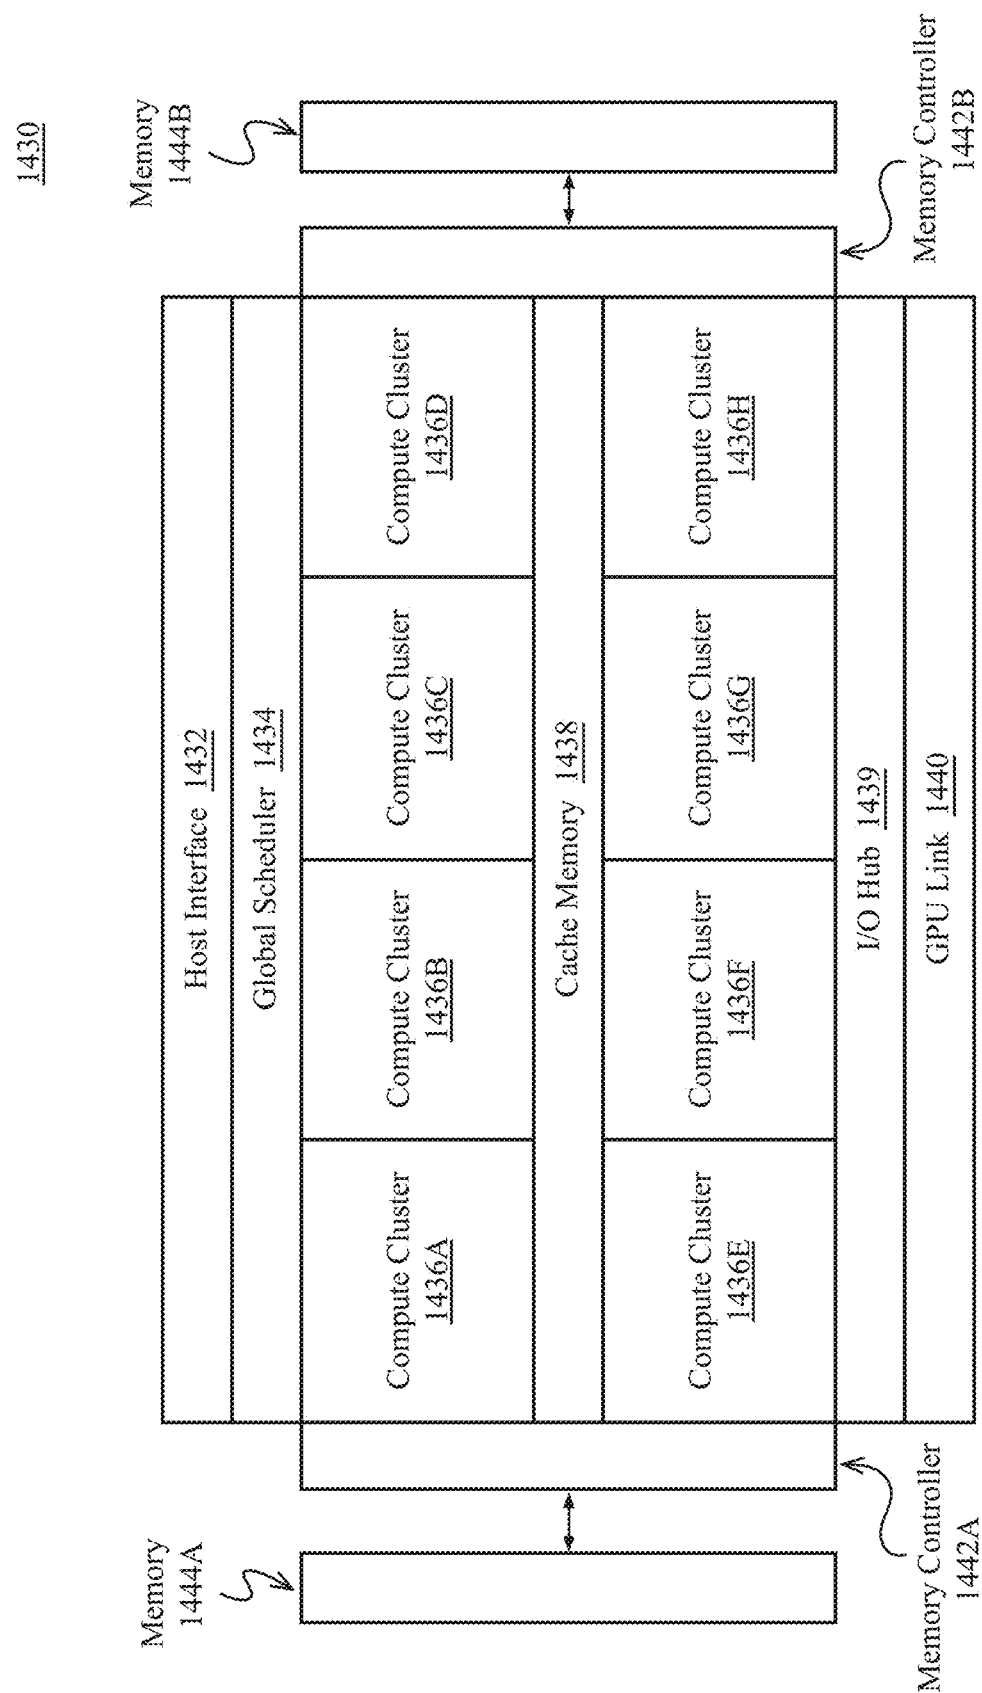 1430
Memory
1444A
Memory
1444B
Host Interface 1432
Global Scheduler 1434
Compute Cluster
1436A
Compute Cluster
1436B
Compute Cluster
1436C
Compute Cluster
1436D
Cache Memory 1438
Compute Cluster
1436E
Compute Cluster
1436F
Compute Cluster
1436G
Compute Cluster
1436H
I/O Hub 1439
GPU Link 1440
Memory Controller
1442A
Memory Controller
1442B